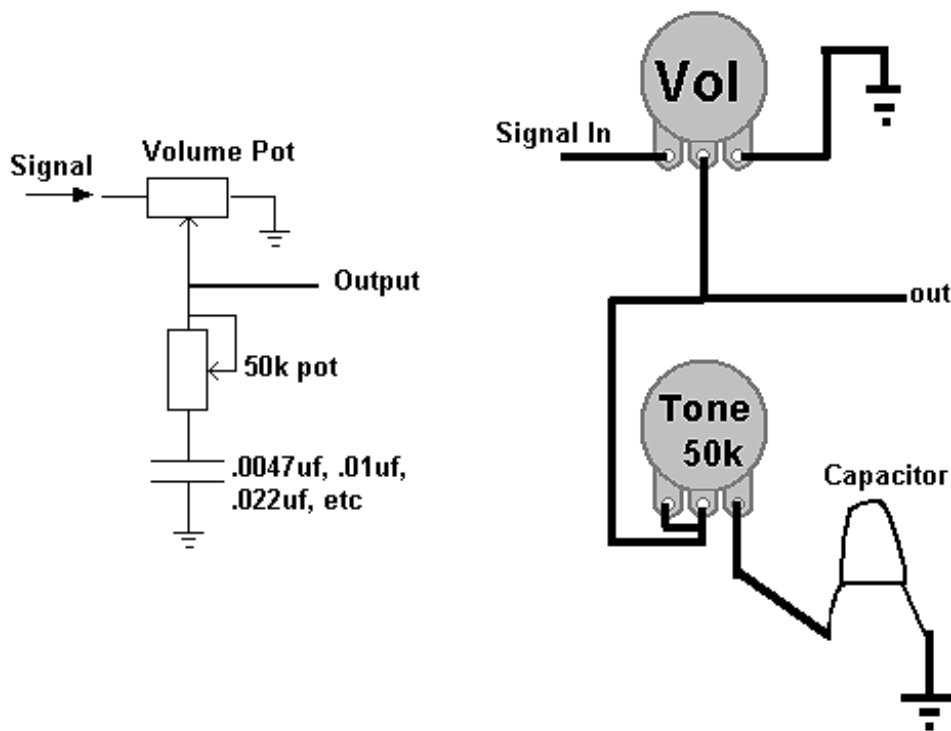 Volume Pot
Signal
Output
50k pot
.0047uf, .01uf,
.022uf, etc
Vol
Signal In
out
Tone
50k
Capacitor